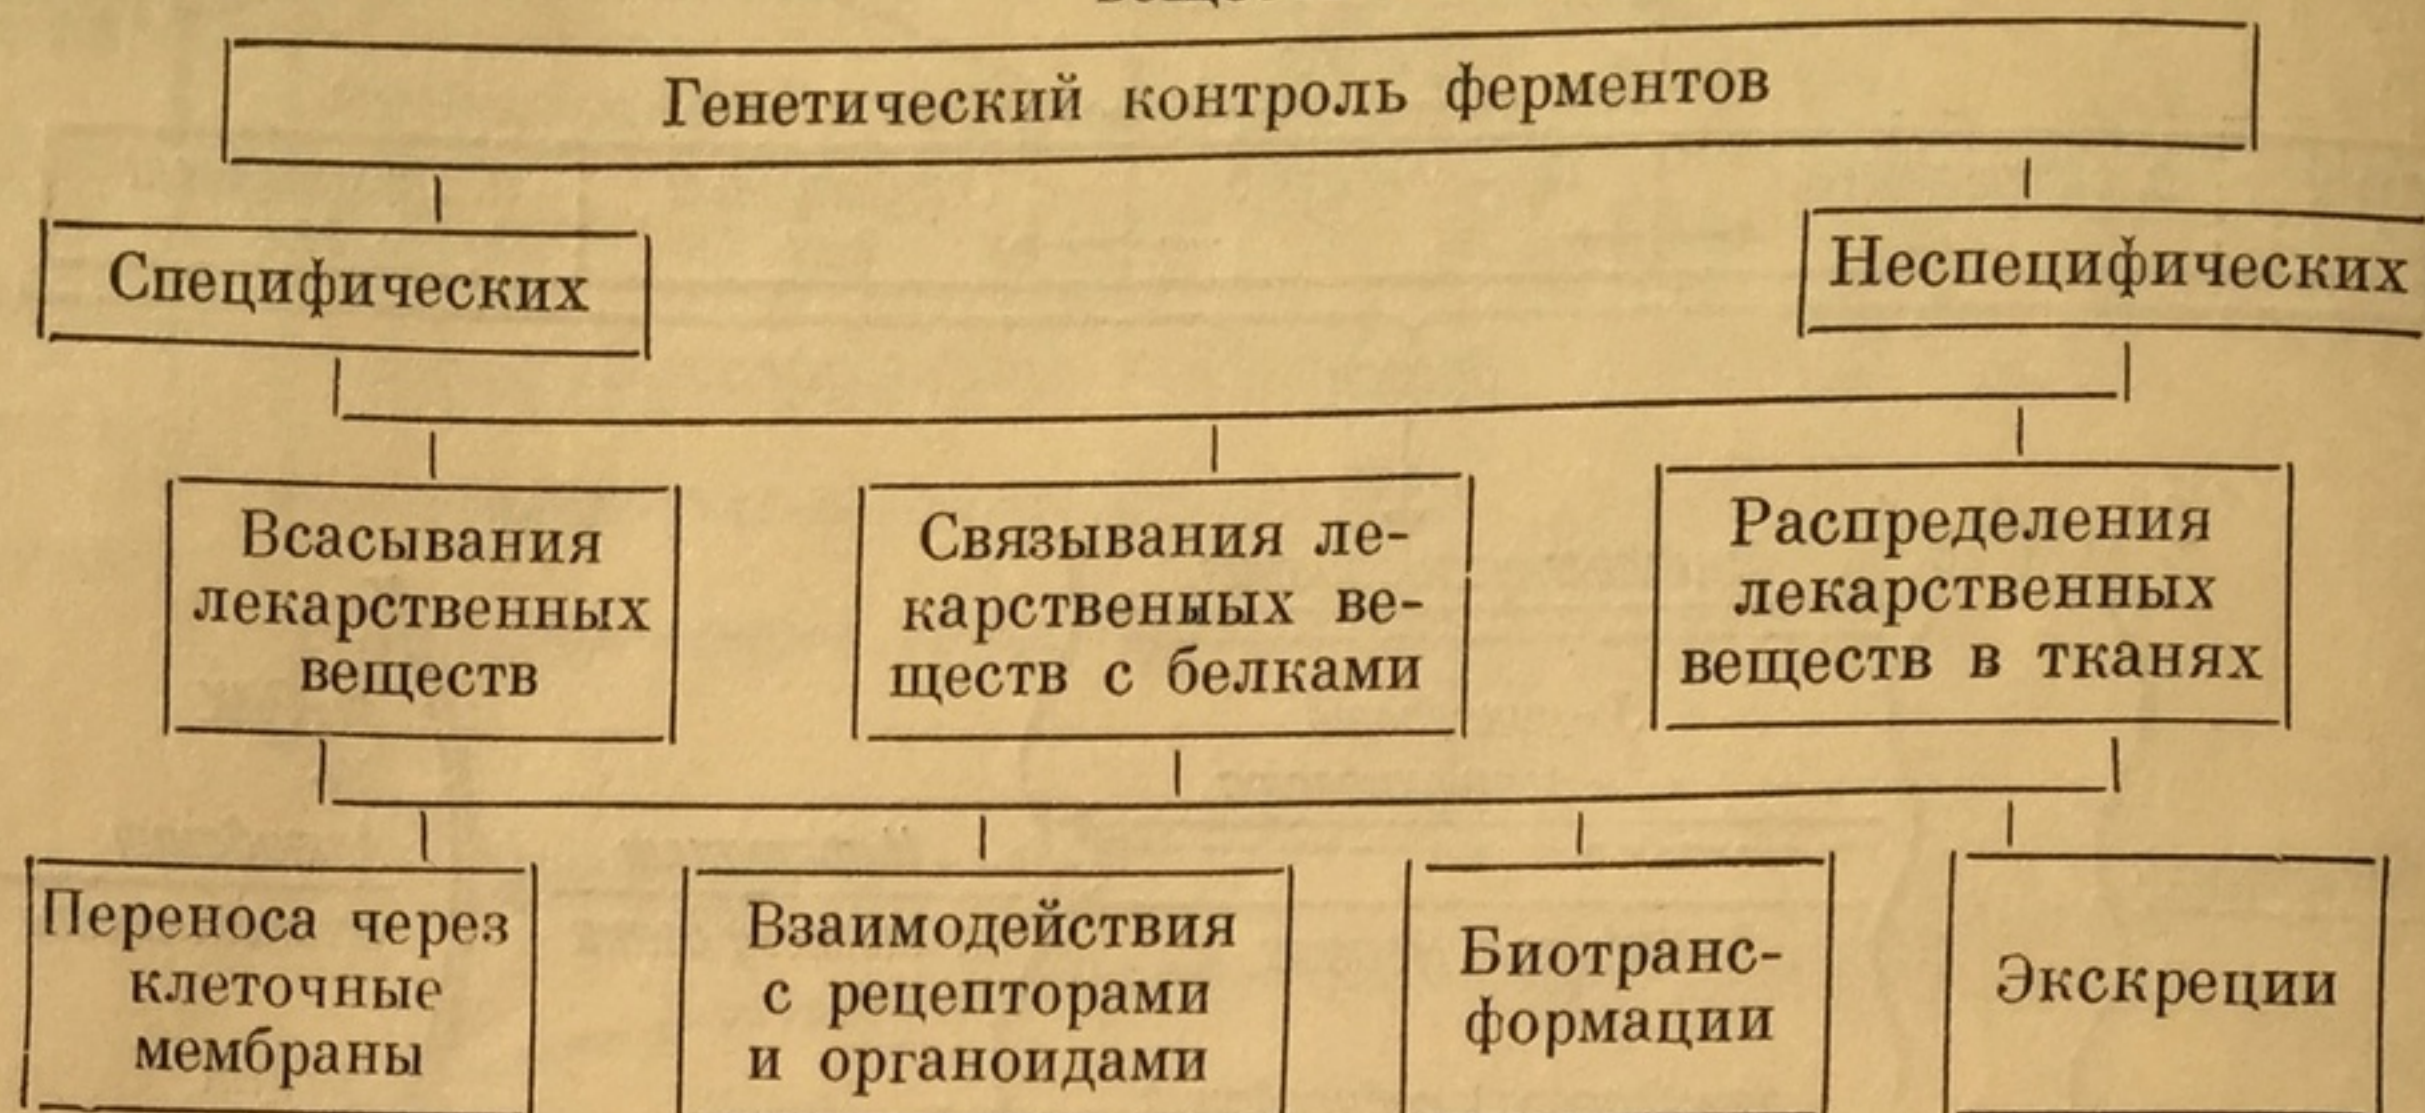 Генетический контроль ферментов
Специфических
Неспецифических
Всасывания
лекарственных
веществ
Связывания ле-
карственных ве-
ществ с белками
Распределения
лекарственных
веществ в тканях
Переноса через
клеточные
мембраны
Взаимодействия
с рецепторами
и органоидами
Биотранс-
формации
Экскреции